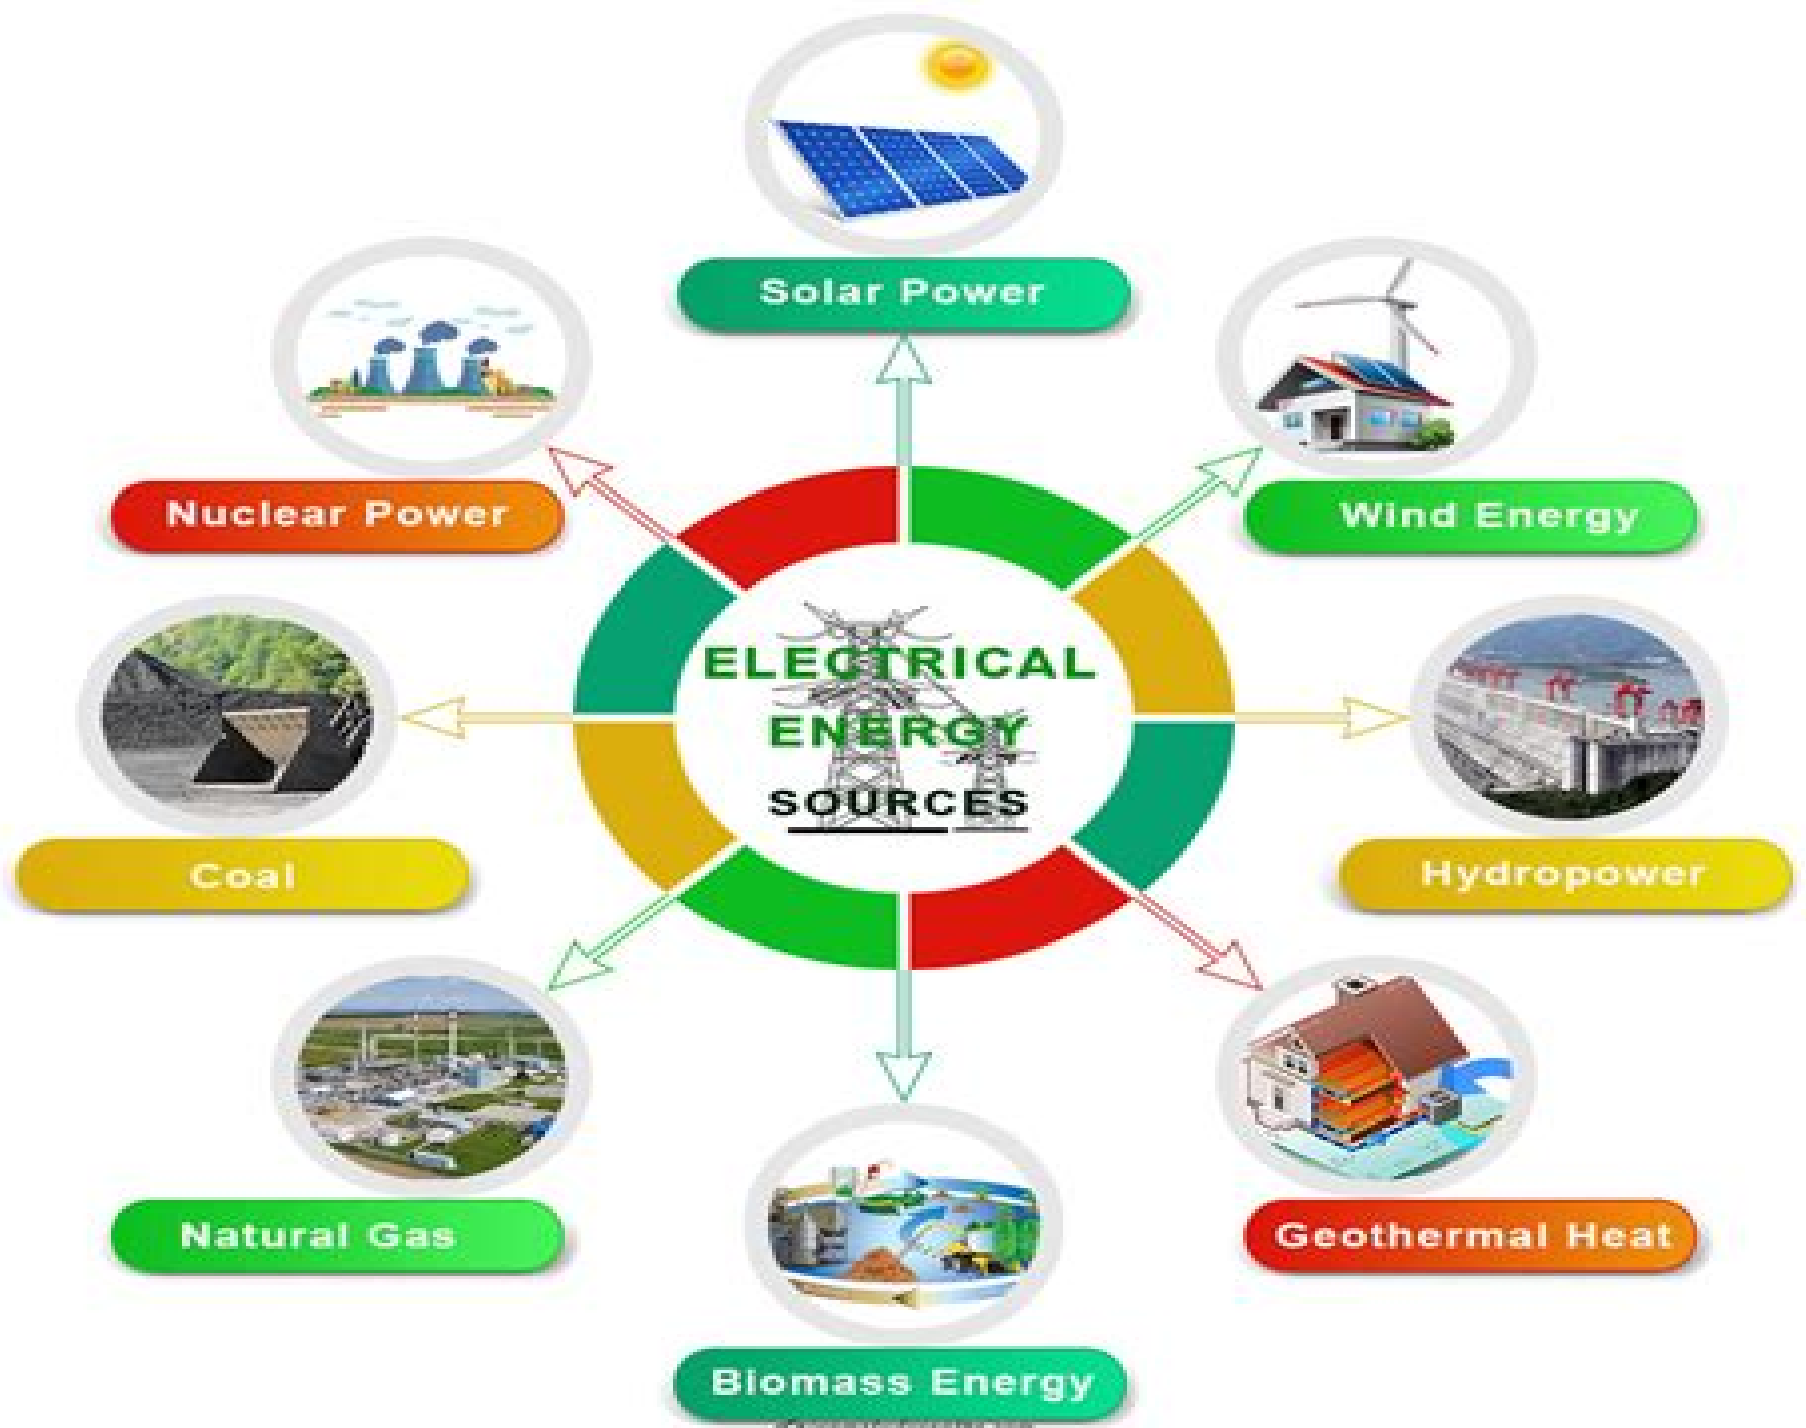 Solar Power
Nuclear Power
Wind Energy
ELECTRICAL
ENERGY
SOURCES
Coal
Hydropower
Natural Gas
Geothermal Heat
Biomass Energy